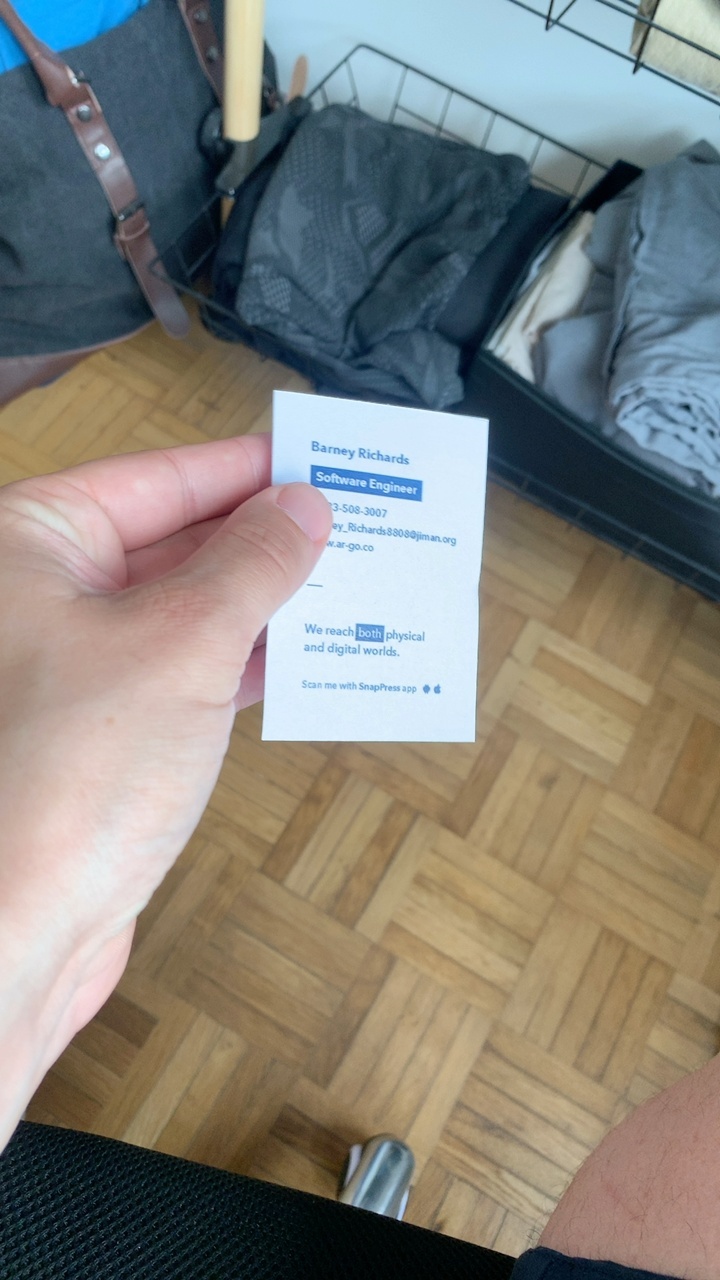 Barney Richards
Software Engineer
3-508-3007
ey_Richards8808@jiman.org
w.ar-go.co
We reach both physical
and digital worlds.
Scan me with SnapPress app